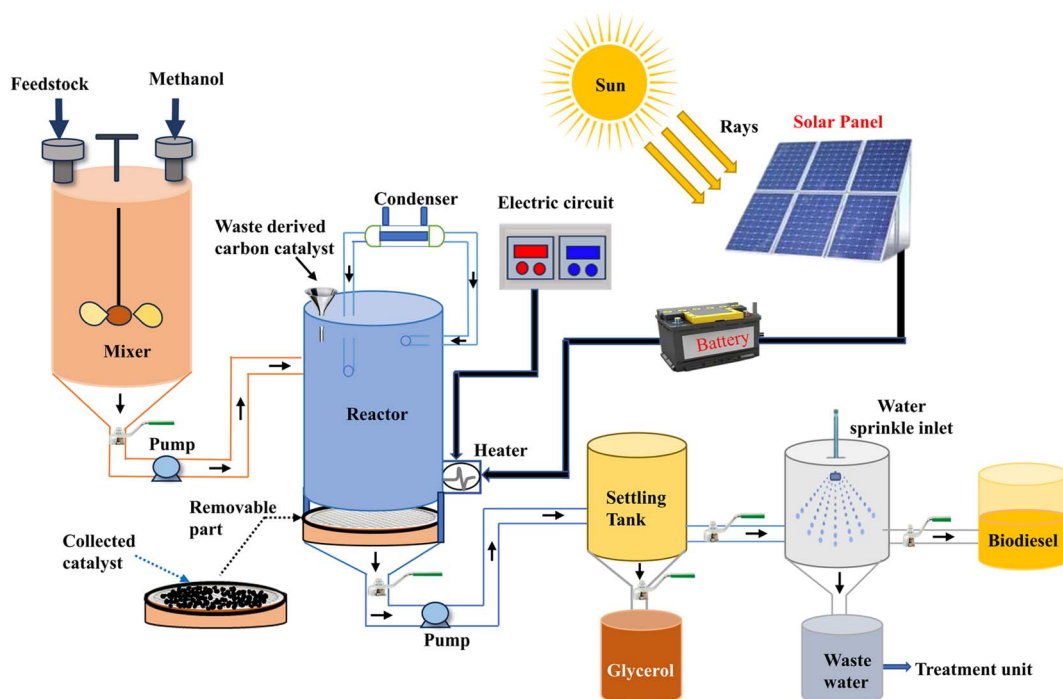 Feedstock
Methanol
Sun
Rays
Solar Panel
Condenser
Electric circuit
Waste derived
carbon catalyst
Mixer
Battery
Reactor
Pump
Heater
Water
sprinkle inlet
Removable
part
Settling
Tank
Collected
catalyst
Biodiesel
Pump
Glycerol
Waste
water
Treatment unit